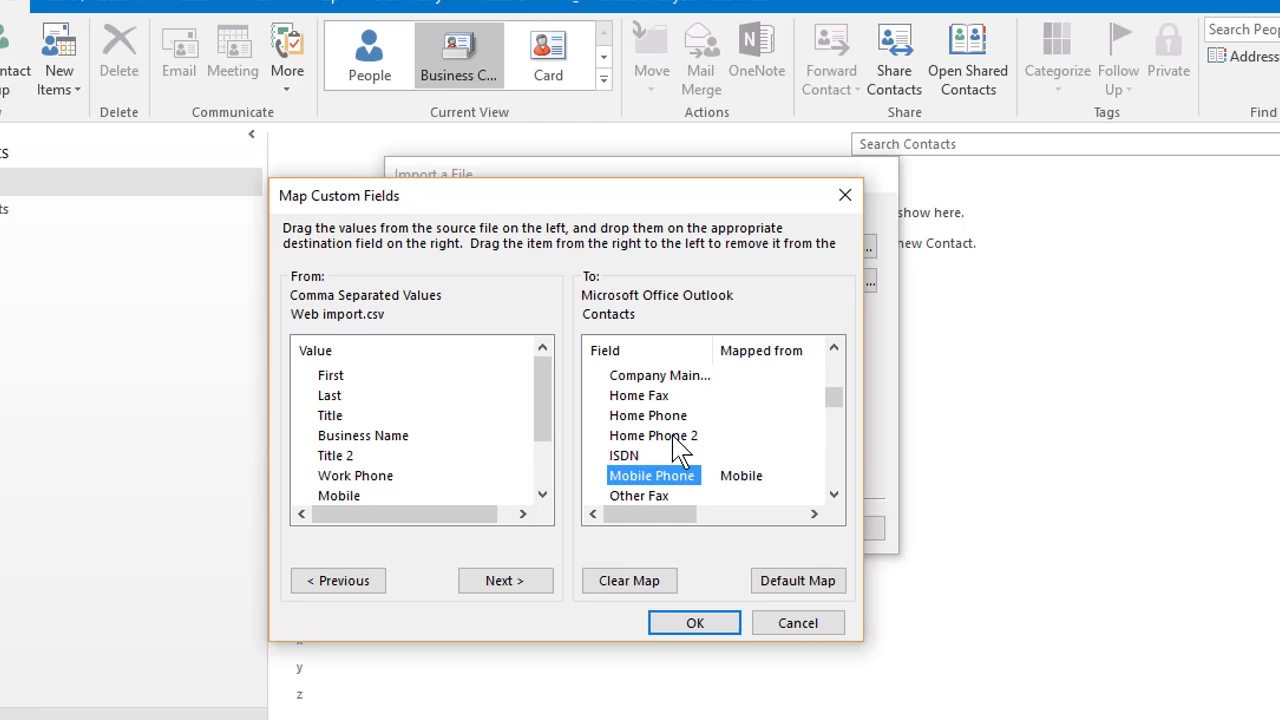 ntact
up
New
Items
Delete
Delete
Email
Meeting
More
Communicate
People
Business C...
Card
Current View
Move
Mail
Merge
OneNote
Actions
Forward
Contact
Share
Contacts
Open Shared
Contacts
Share
Categorize
Follow
Up
Private
Tags
Search Peop
Address
Find
ts
ts
Search Contacts
show here.
new Contact.
Import a File
Map Custom Fields
Drag the values from the source file on the left, and drop them on the appropriate
destination field on the right. Drag the item from the right to the left to remove it from the
From:
Comma Separated Values
Web import.csv
Value
First
Last
Title
Business Name
Title 2
Work Phone
Mobile
To:
Microsoft Office Outlook
Contacts
Field Mapped from
Company Main...
Home Fax
Home Phone
Home Phone 2
ISDN
Mobile Phone Mobile
Other Fax
< Previous
Next >
Clear Map
Default Map
OK
Cancel
...
...
y
z